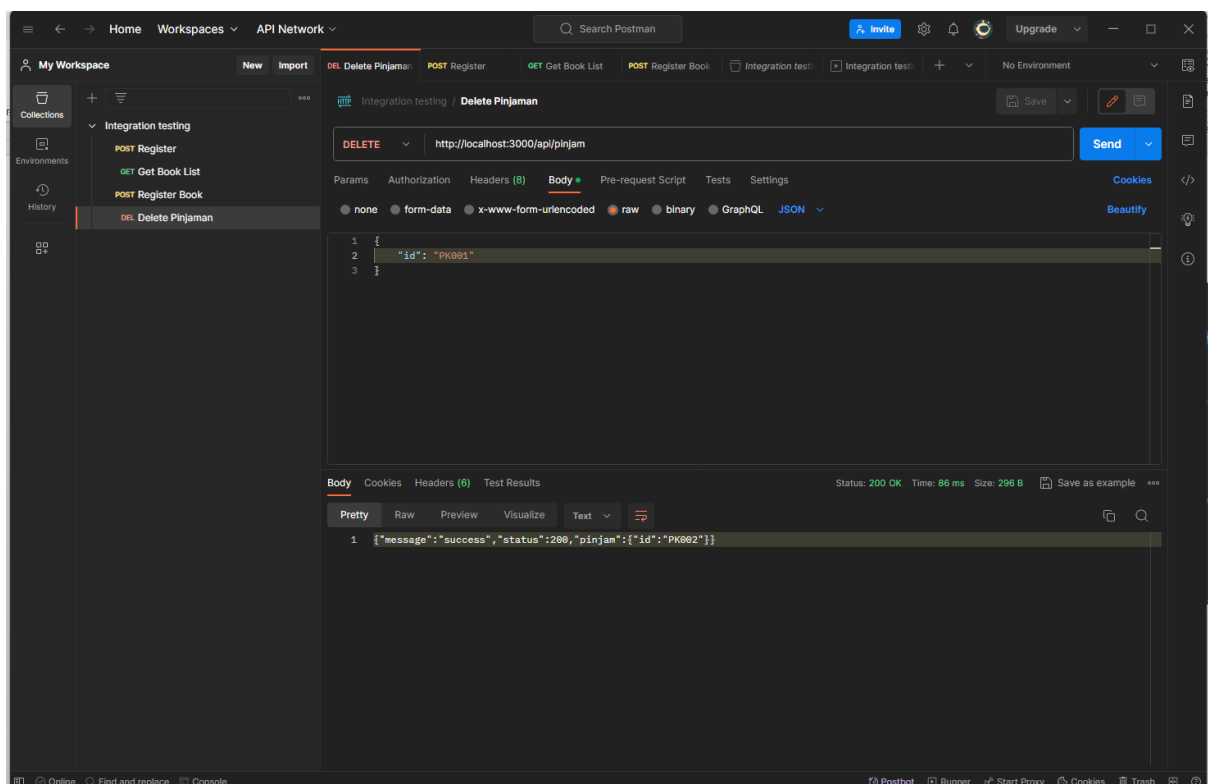 Home Workspaces API Network Search Postman Invite Upgrade
My Workspace New Import DEL Delete Pinjaman POST Register GET Get Book List POST Register Book Integration testi Integration test No Environment
Collections
Environments
History
Integration testing
POST Register
GET Get Book List
POST Register Book
DEL Delete Pinjaman
HTTP Integration testing / Delete Pinjaman Save
DELETE http://localhost:3000/api/pinjam Send
Params Authorization Headers (8) Body Pre-request Script Tests Settings Cookies
none form-data x-www-form-urlencoded raw binary GraphQL JSON Beautify
1 {
2 "id": "PK001"
3 }
Body Cookies Headers (6) Test Results Status: 200 OK Time: 86 ms Size: 296 B Save as example
Pretty Raw Preview Visualize Text
1 {"message":"success","status":200,"pinjam":{"id":"PK002"}}
Online Find and replace Console Postbot Runner Start Proxy Cookies Trash